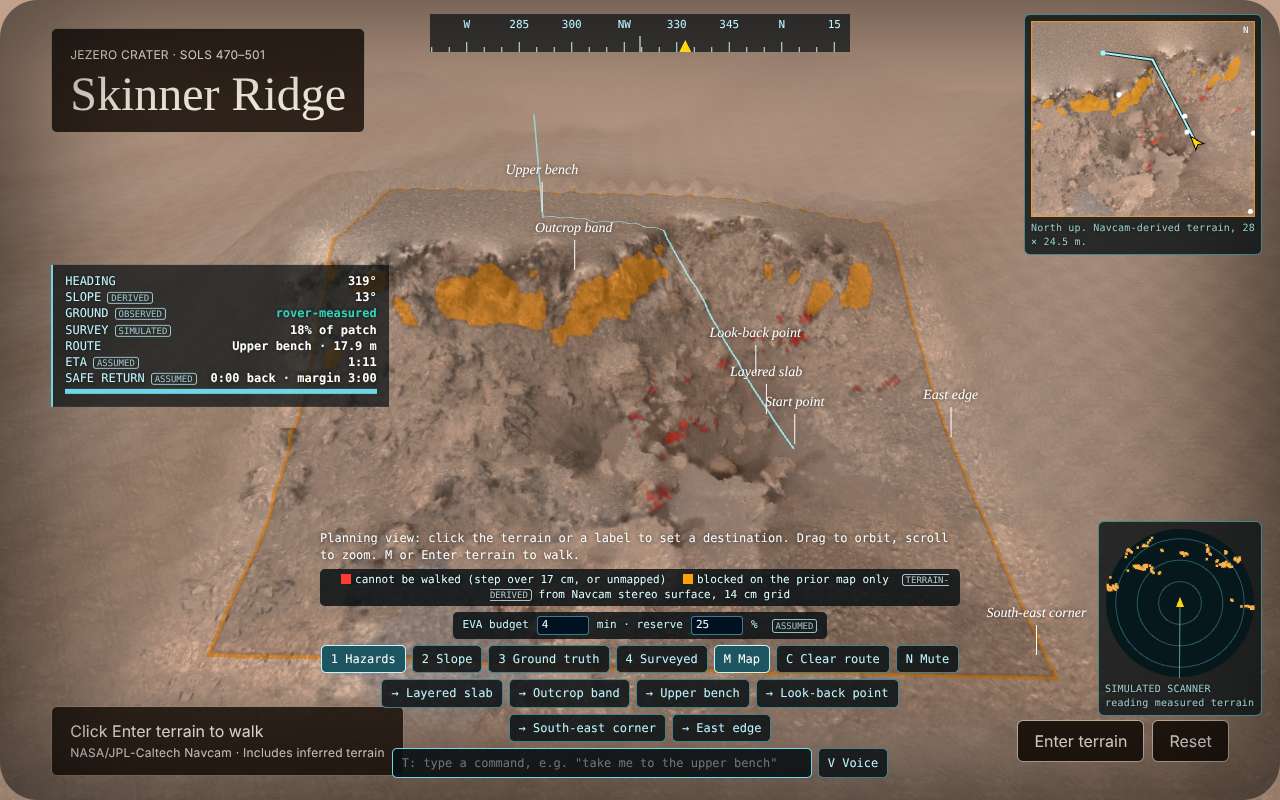 W 285 300 NW 330 345 N 15
JEZERO CRATER · SOLS 470–501
Skinner Ridge
N
North up. Navcam-derived terrain, 28
× 24.5 m.
Upper bench
Outcrop band
HEADING 319°
SLOPE DERIVED 13°
GROUND OBSERVED rover-measured
SURVEY SIMULATED 18% of patch
ROUTE Upper bench · 17.9 m
ETA ASSUMED 1:11
SAFE RETURN ASSUMED 0:00 back · margin 3:00
Look-back point
Layered slab
Start point
East edge
South-east corner
Planning view: click the terrain or a label to set a destination. Drag to orbit, scroll
to zoom. M or Enter terrain to walk.
cannot be walked (step over 17 cm, or unmapped) blocked on the prior map only TERRAIN-
DERIVED from Navcam stereo surface, 14 cm grid
EVA budget 4 min · reserve 25 % ASSUMED
1 Hazards 2 Slope 3 Ground truth 4 Surveyed M Map C Clear route N Mute
→ Layered slab → Outcrop band → Upper bench → Look-back point
→ South-east corner → East edge
T: type a command, e.g. "take me to the upper bench" V Voice
SIMULATED SCANNER
reading measured terrain
Click Enter terrain to walk
NASA/JPL-Caltech Navcam · Includes inferred terrain
Enter terrain Reset